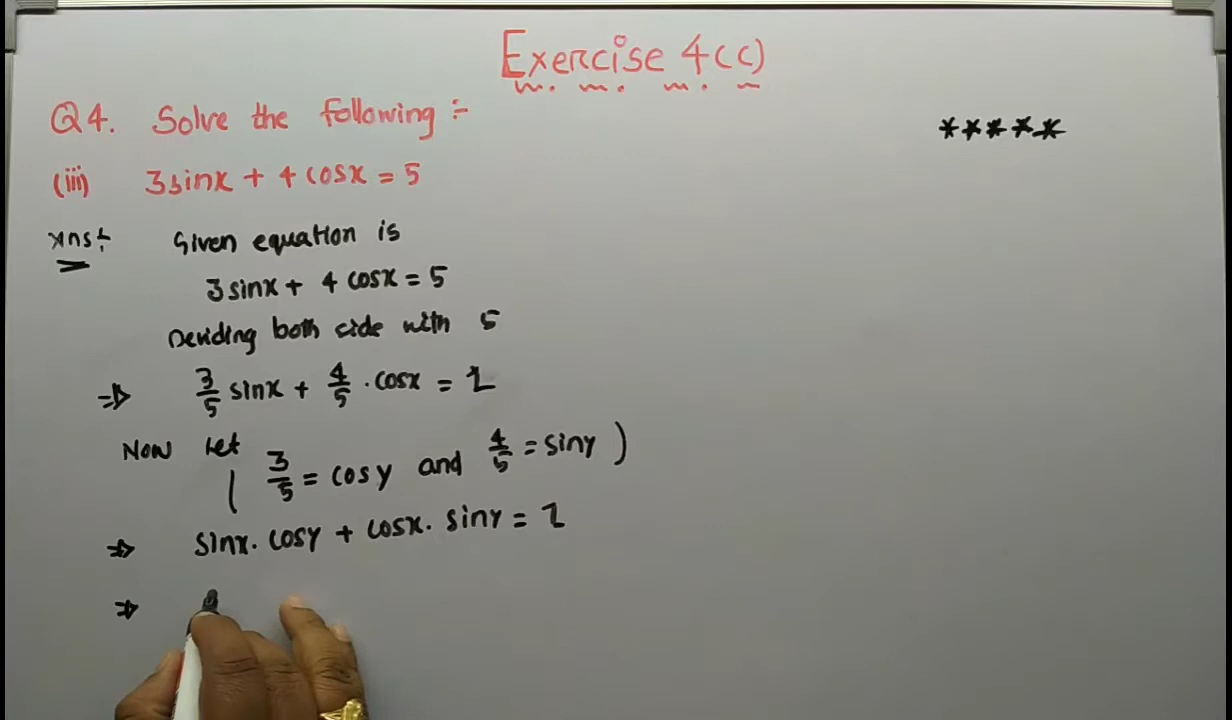 Exercise 4(c)
Q4. Solve the following :-
*****
(iii) 3sinx + 4cosx = 5
Ans:- Given equation is
3sinx + 4cosx = 5
Deviding both side with 5
⇒ 3/5 sinx + 4/5 . cosx = 1
Now let
( 3/5 = cosy and 4/5 = siny )
⇒ sinx. cosy + cosx. siny = 1
⇒